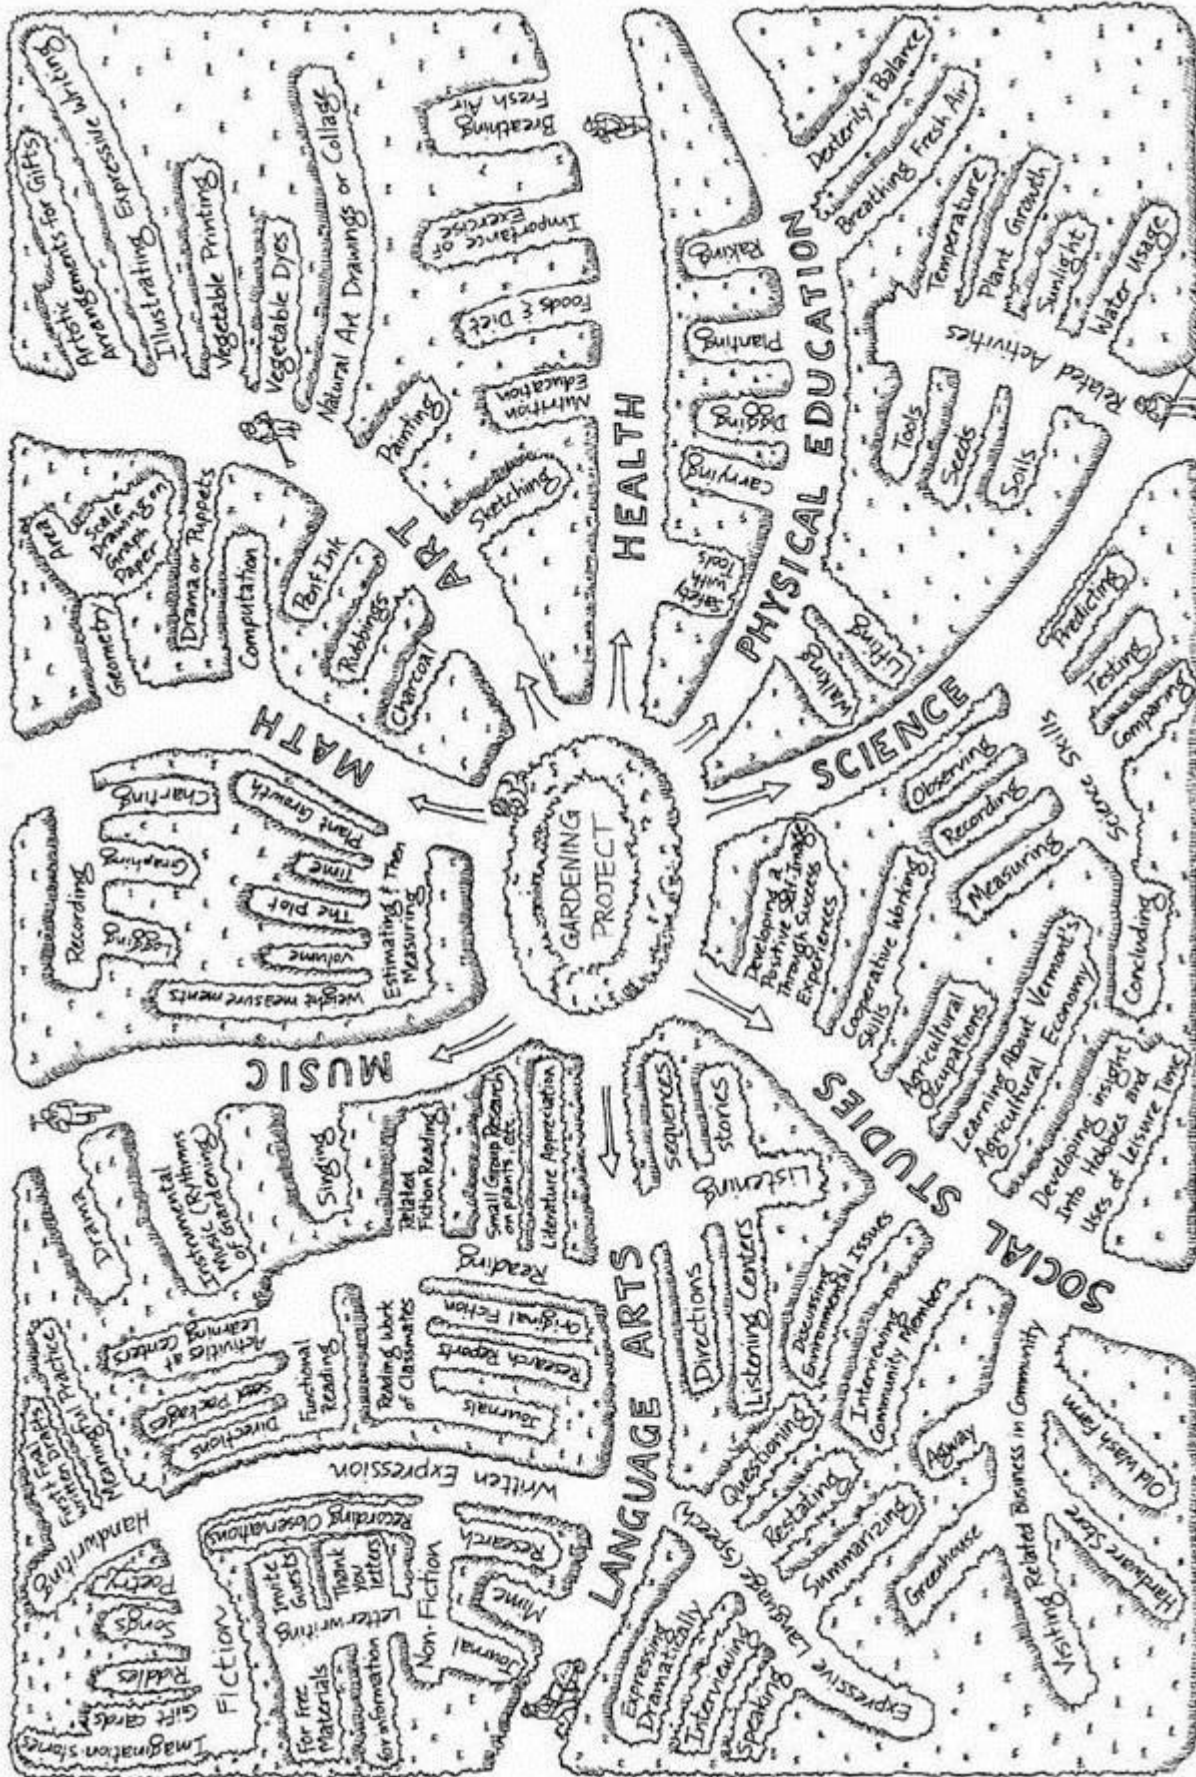 GARDENING
PROJECT
ART
Artistic
Arrangements for Gifts
Illustrating Expressive Writing
Vegetable Printing
Vegetable Dyes
Natural Art Drawings or Collage
Painting
Sketching
Pen & Ink
Rubbings
Charcoal
HEALTH
Breathing
Fresh Air
Importance of
Exercise
Foods & Diet
Nutrition
Education
Safety
with
Tools
Carrying
Digging
Planting
Raking
PHYSICAL EDUCATION
Dexterity & Balance
Breathing Fresh Air
Walking
Lifting
SCIENCE
Related Activities
Temperature
Plant Growth
Sunlight
Water Usage
Tools
Seeds
Soils
Science Skills
Predicting
Testing
Comparing
Concluding
Observing
Recording
Measuring
SOCIAL STUDIES
Developing a
Positive Self-Image
Through Success
Experiences
Cooperative Working
Skills
Agricultural
Occupations
Learning About Vermont's
Agricultural Economy
Developing insight
Into Hobbies and
Uses of Leisure Time
Discussing
Environmental Issues
Interviewing
Community Members
Visiting Related Business in Community
Agway
Greenhouse
Old Wash Farm
Hardware Store
LANGUAGE ARTS
Listening
Sequences
Stories
Directions
Listening Centers
Expressive Language (Speech)
Questioning
Restating
Summarizing
Expressing
Dramatically
Interviewing
Speaking
Written Expression
Research
Mime
Journal
Non-Fiction
Recording Observations
Letterwriting
Invite
Guests
Thank
you
letters
For Free
Materials
for information
FICTION
Imagination stories
Gift cards
Riddles
Songs
Poetry
Handwriting
First & Final Drafts
Written Drafts
Meaningful Practice
Reading
Original Fiction
Research Reports
Journals
Reading Work
of Classmates
Functional
Reading
Directions
Seed Packages
Activities at
Learning Centers
Related
Fiction Reading
Small Group Research
on plants, etc.
Literature Appreciation
MUSIC
Drama
Instrumental
Music (Rythms
of Gardening)
Singing
MATH
Recording
Logging
Graphing
Charting
Estimating & Then
Measuring
weight measurements
volume
The plot
Time
Plant Growth
Geometry
Area
Scale
Drawing on
Graph
Paper
Drama or Puppets
Computation